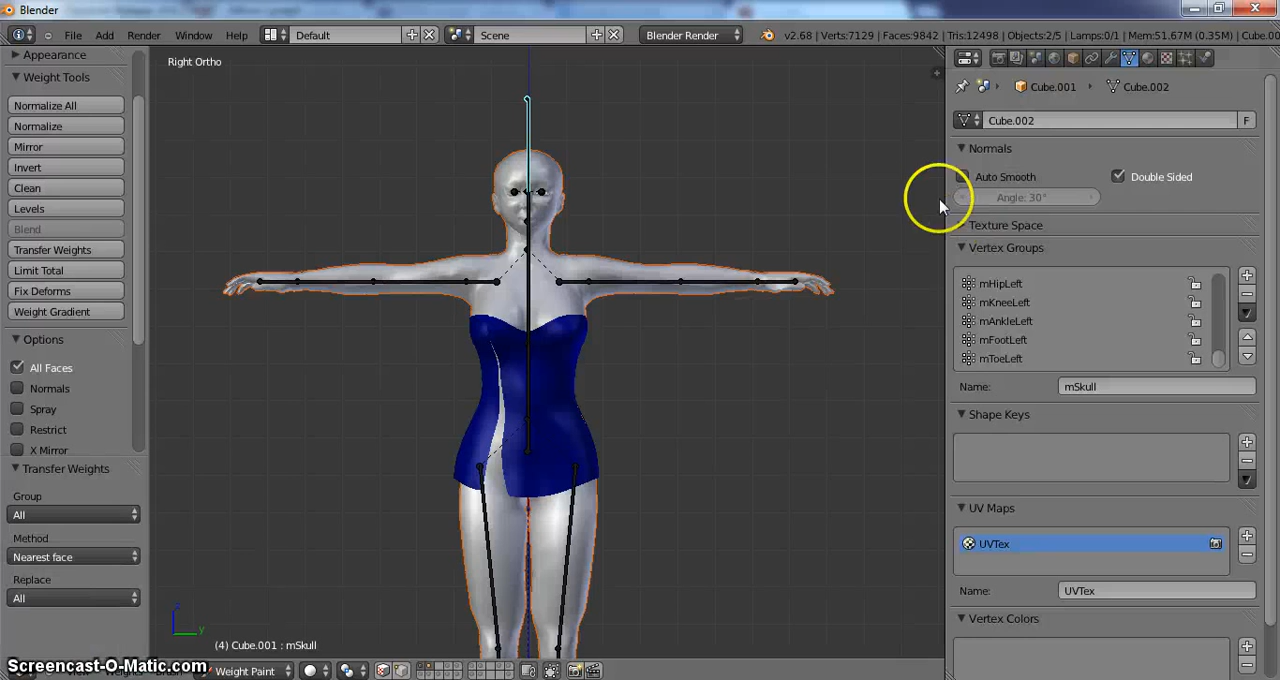 Blender
File Add Render Window Help Default Scene Blender Render v2.68 | Verts:7129 | Faces:9842 | Tris:12498 | Objects:2/5 | Lamps:0/1 | Mem:51.67M (0.35M) | Cube.00
Appearance
Weight Tools
Normalize All
Normalize
Mirror
Invert
Clean
Levels
Blend
Transfer Weights
Limit Total
Fix Deforms
Weight Gradient
Options
All Faces
Normals
Spray
Restrict
X Mirror
Transfer Weights
Group
All
Method
Nearest face
Replace
All
Right Ortho
z
y
(4) Cube.001 : mSkull
Weight Paint
Cube.001 Cube.002
Cube.002 F
Normals
Auto Smooth Double Sided
Angle: 30°
Texture Space
Vertex Groups
mHipLeft
mKneeLeft
mAnkleLeft
mFootLeft
mToeLeft
Name: mSkull
Shape Keys
UV Maps
UVTex
Name: UVTex
Vertex Colors
Screencast-O-Matic.com